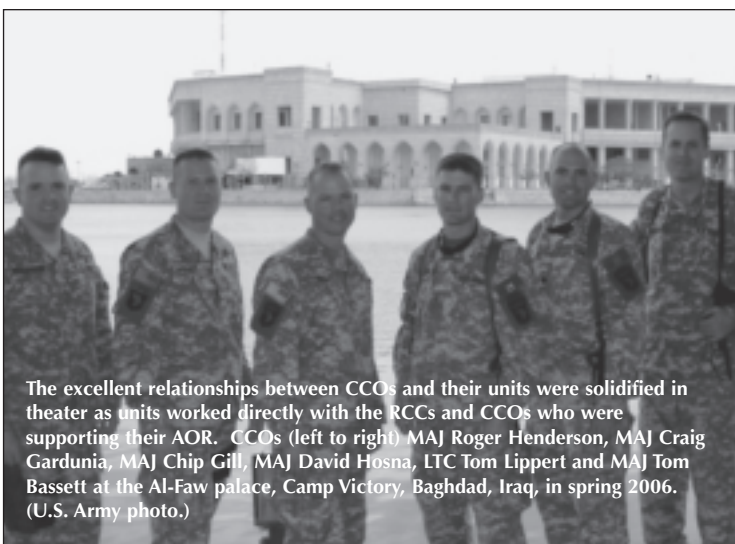 The excellent relationships between CCOs and their units were solidified in
theater as units worked directly with the RCCs and CCOs who were
supporting their AOR.  CCOs (left to right) MAJ Roger Henderson, MAJ Craig
Gardunia, MAJ Chip Gill, MAJ David Hosna, LTC Tom Lippert and MAJ Tom
Bassett at the Al-Faw palace, Camp Victory, Baghdad, Iraq, in spring 2006.
(U.S. Army photo.)